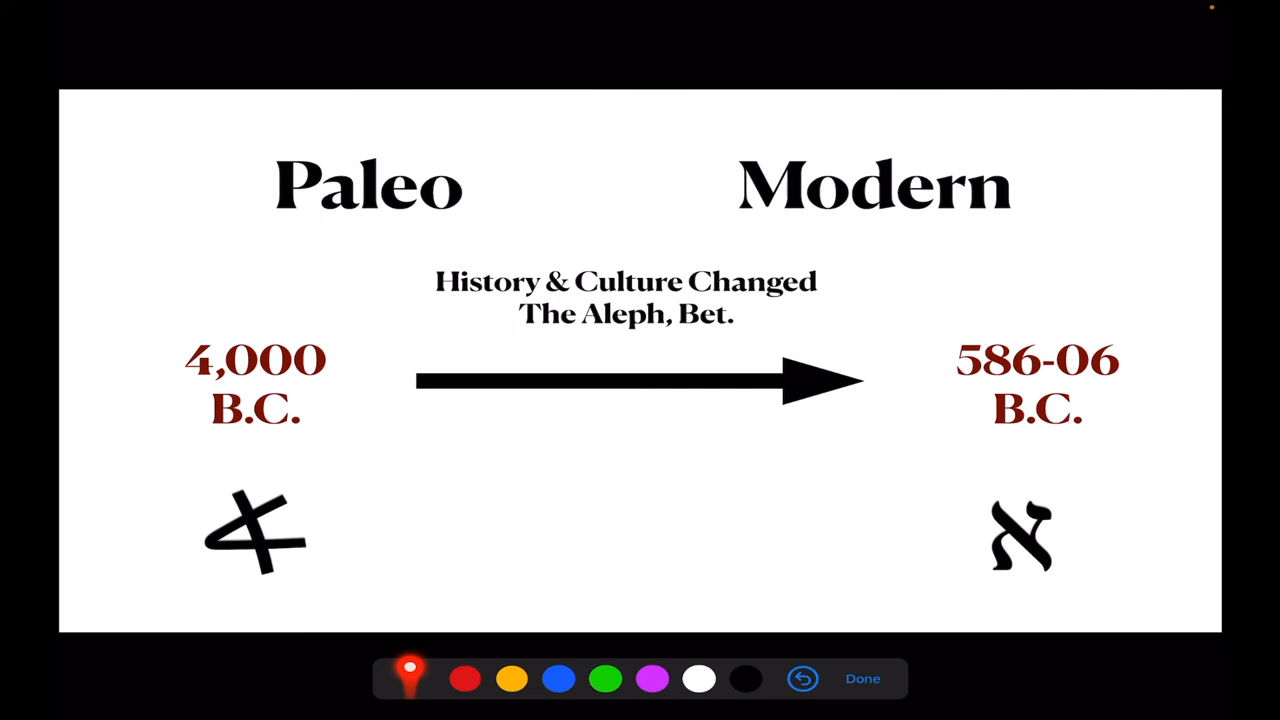 Paleo
Modern
History & Culture Changed
The Aleph, Bet.
4,000
B.C.
586-06
B.C.
𐤀
א
Done